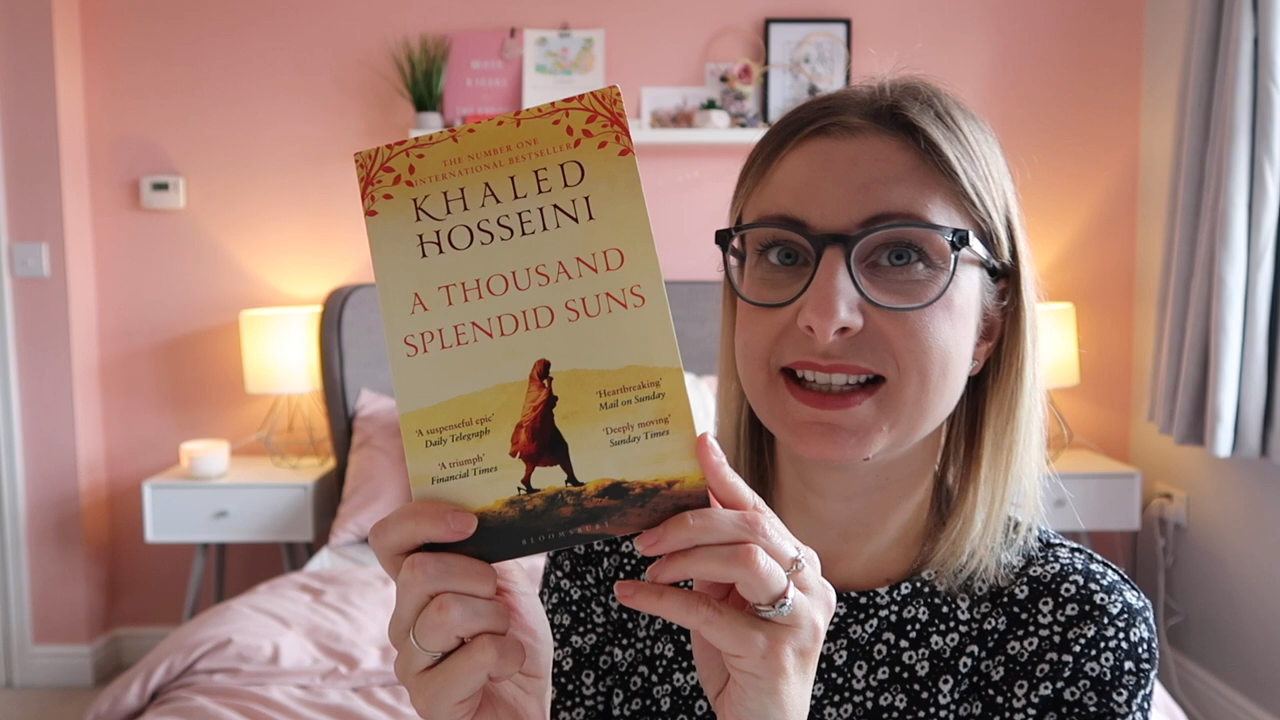 THE NUMBER ONE
INTERNATIONAL BESTSELLER
KHALED
HOSSEINI
A THOUSAND
SPLENDID SUNS
'Heartbreaking'
Mail on Sunday
'A suspenseful epic'
Daily Telegraph
'Deeply moving'
Sunday Times
'A triumph'
Financial Times
BLOOMSBURY